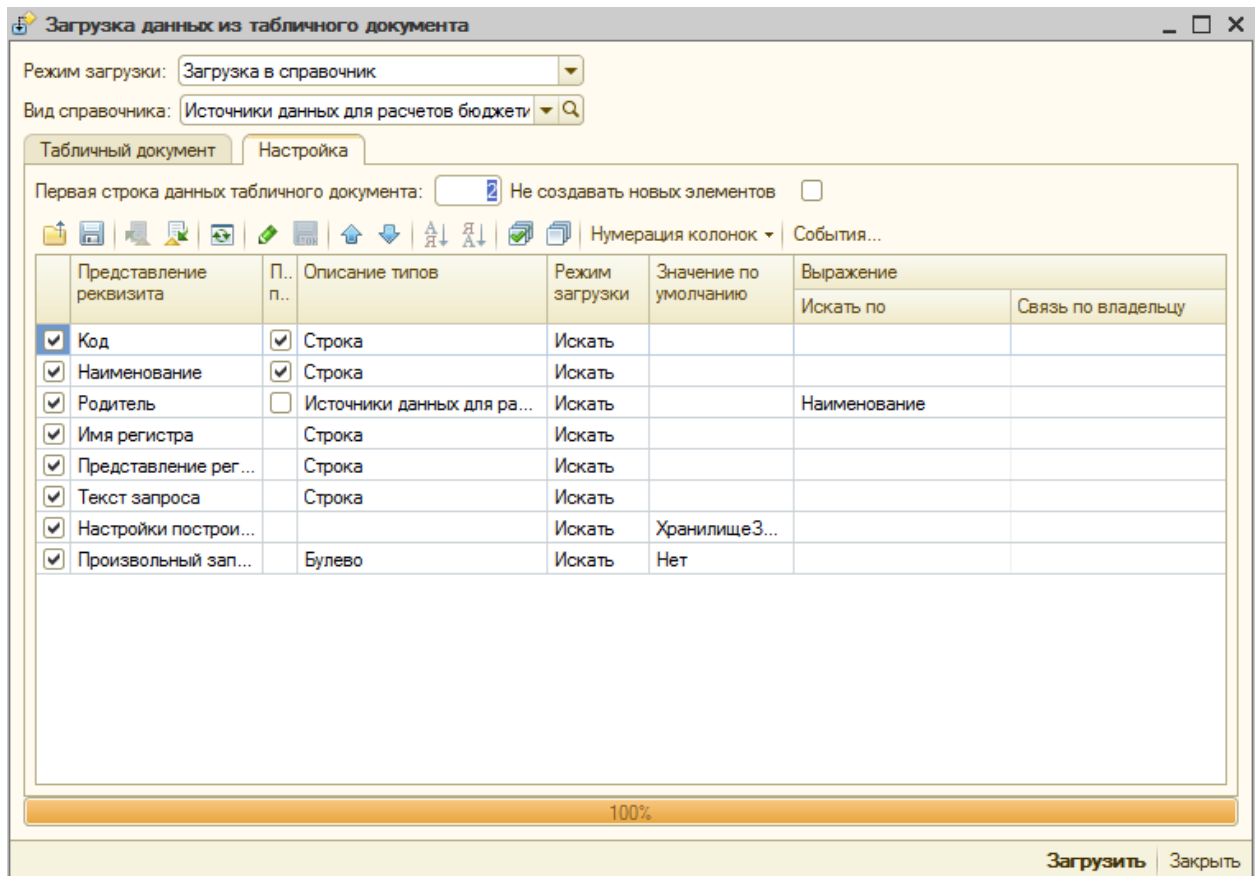 Загрузка данных из табличного документа
Режим загрузки: Загрузка в справочник
Вид справочника: Источники данных для расчетов бюджети
Табличный документ Настройка
Первая строка данных табличного документа: 2 Не создавать новых элементов
Нумерация колонок События...
Представление реквизита П.. п.. Описание типов Режим загрузки Значение по умолчанию Выражение
Искать по Связь по владельцу
Код Строка Искать
Наименование Строка Искать
Родитель Источники данных для ра... Искать Наименование
Имя регистра Строка Искать
Представление рег... Строка Искать
Текст запроса Строка Искать
Настройки построи... Искать ХранилищеЗ...
Произвольный зап... Булево Искать Нет
100%
Загрузить Закрыть